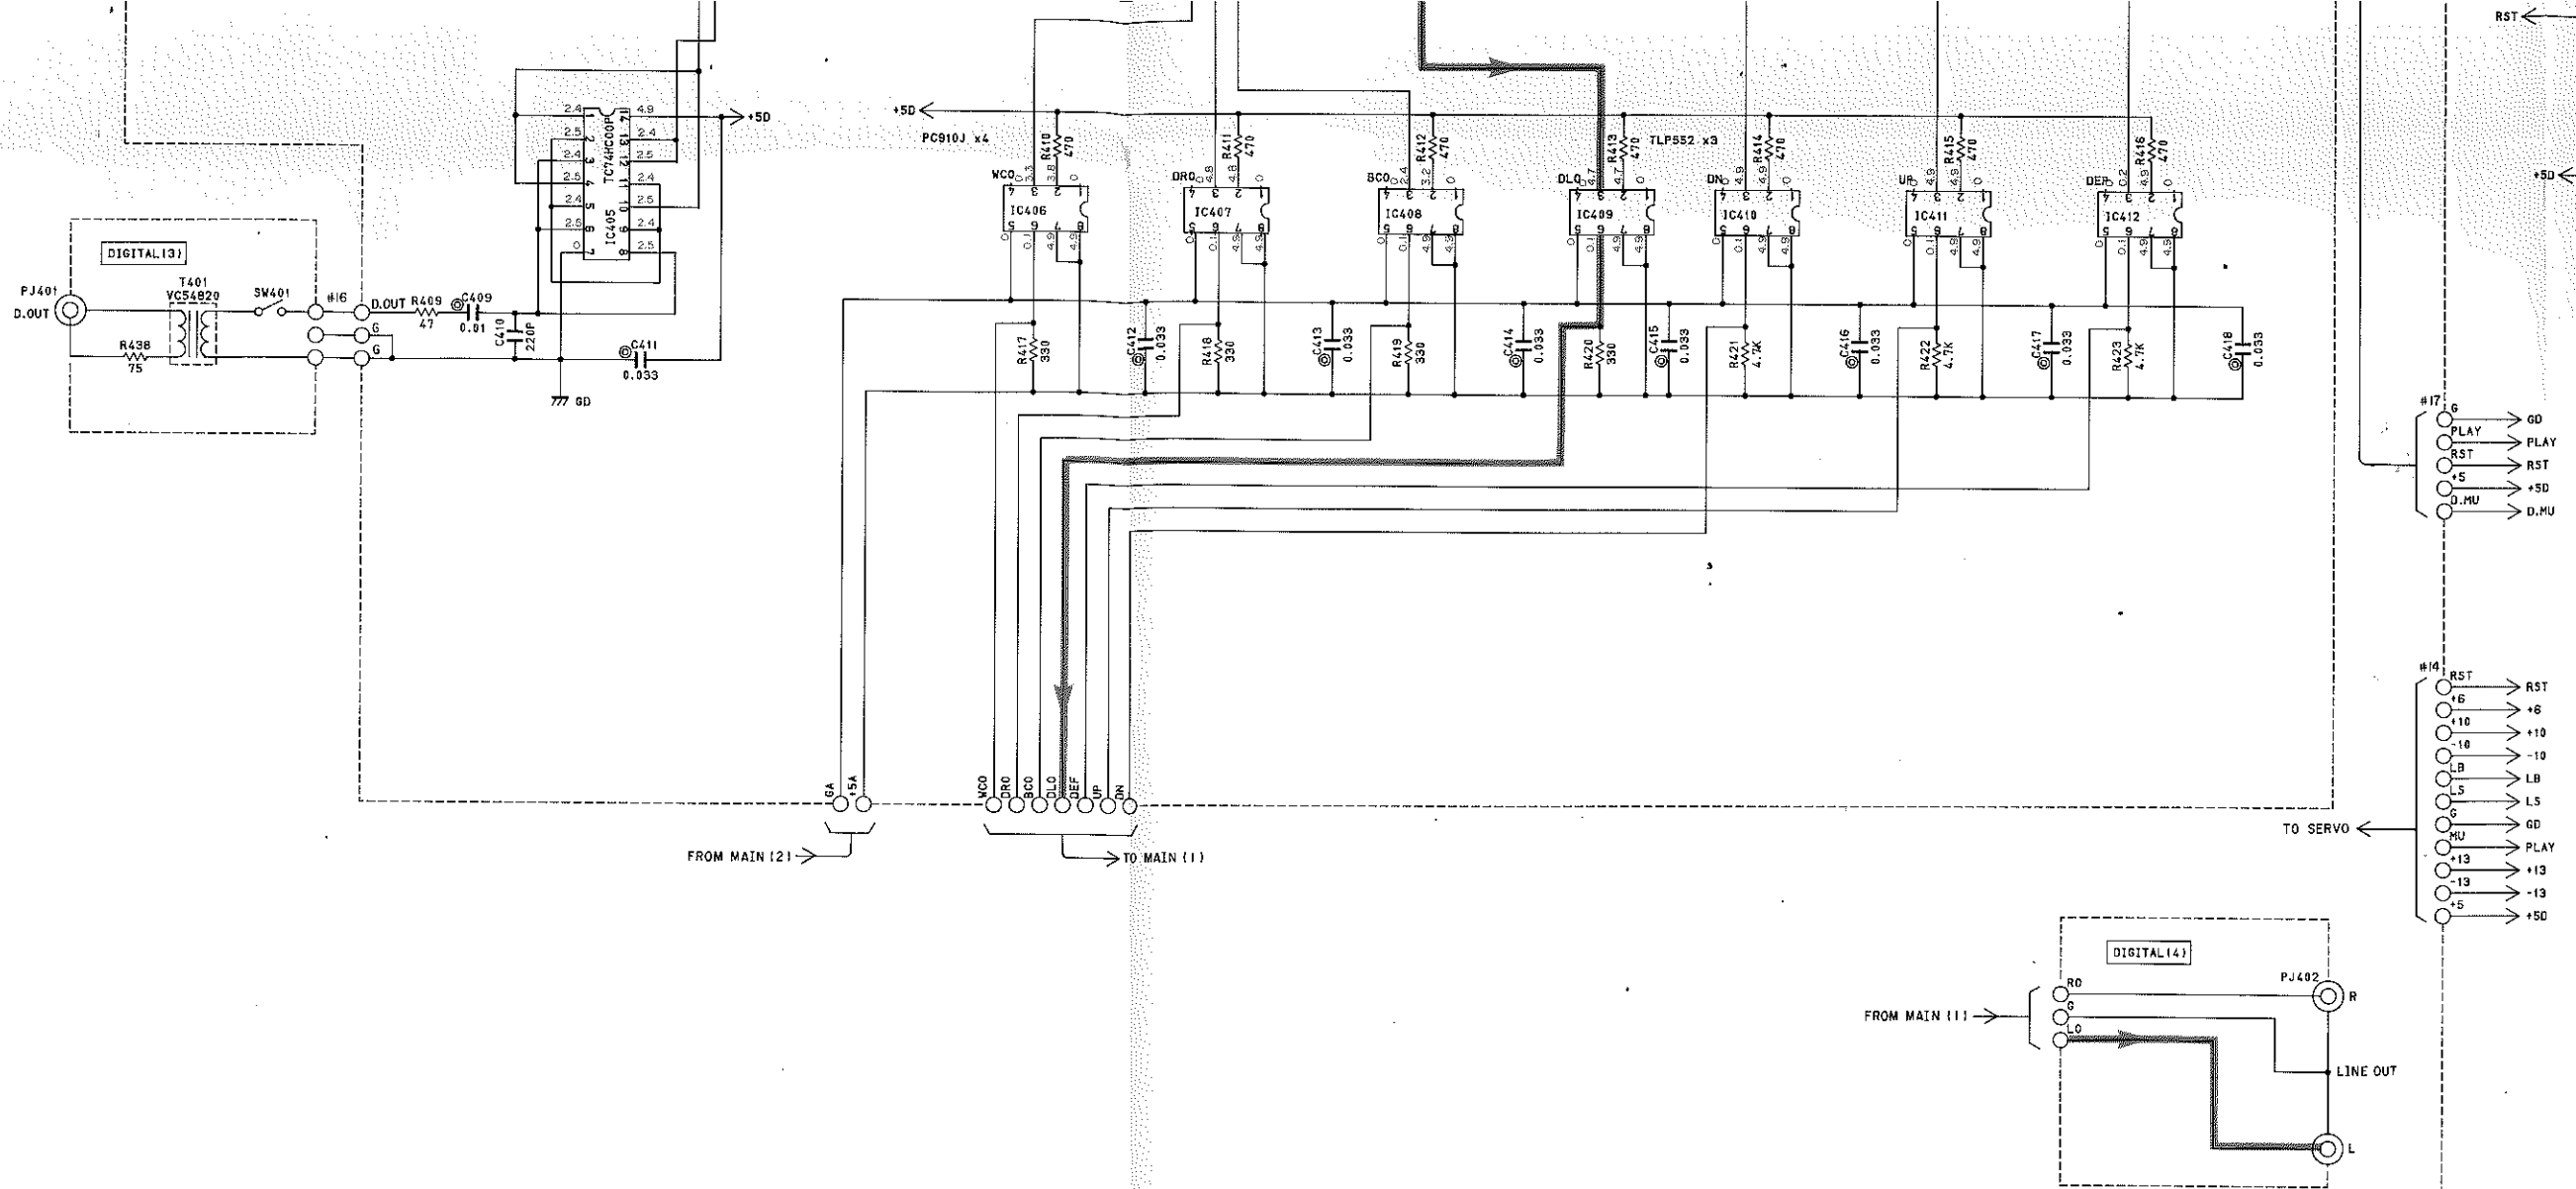 RST
+5D
+5D
PC910J x4
TLP552 x3
+5D
R410 470
R411 470
R412 470
R413 470
R414 470
R415 470
R416 470
WCO
DRO
BCO
DLO
DN
UP
DEF
IC406
IC407
IC408
IC409
IC410
IC411
IC412
TC74HC00P
IC405
DIGITAL(3)
PJ401
D.OUT
T401
VC54820
SW401
#16
D.OUT
G
G
R409
47
C409
0.01
C410
220P
R438
75
C411
0.033
GD
R417 330
C412 0.033
R418 330
C413 0.033
R419 330
C414 0.033
R420 330
C415 0.033
R421 4.7K
C416 0.033
R422 4.7K
C417 0.033
R423 4.7K
C418 0.033
#17
G GD
PLAY PLAY
RST RST
+5 +5D
D.MU D.MU
#14
RST RST
+6 +6
+10 +10
-10 -10
LB LB
LS LS
G GD
MU PLAY
+13 +13
-13 -13
+5 +5D
TO SERVO
GA
+5A
WCO
DRO
BCO
DLO
DEF
UP
DN
FROM MAIN (2)
TO MAIN (1)
DIGITAL(4)
PJ402
RO
G
LO
R
FROM MAIN (1)
LINE OUT
L